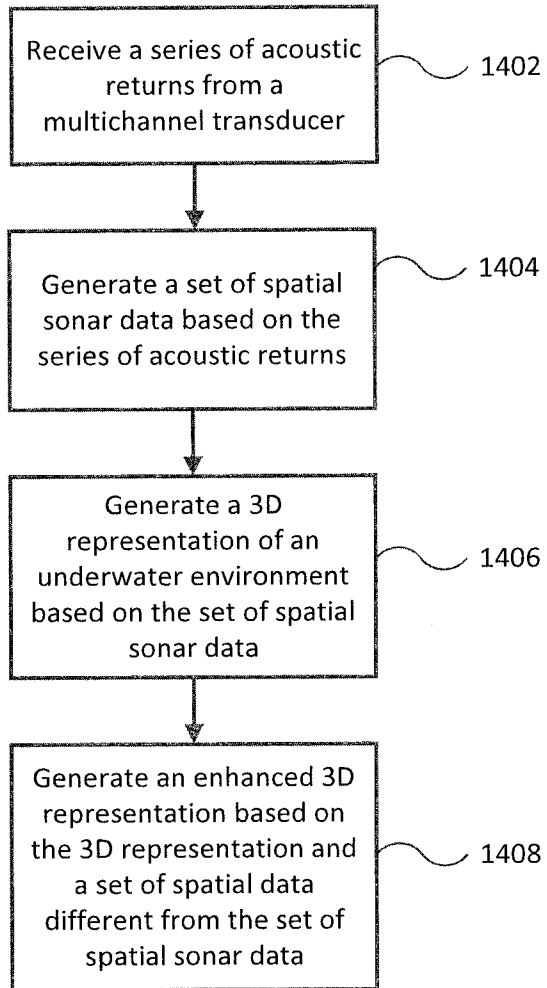 Receive a series of acoustic
returns from a
multichannel transducer
1402
Generate a set of spatial
sonar data based on the
series of acoustic returns
1404
Generate a 3D
representation of an
underwater environment
based on the set of spatial
sonar data
1406
Generate an enhanced 3D
representation based on
the 3D representation and
a set of spatial data
different from the set of
spatial sonar data
1408